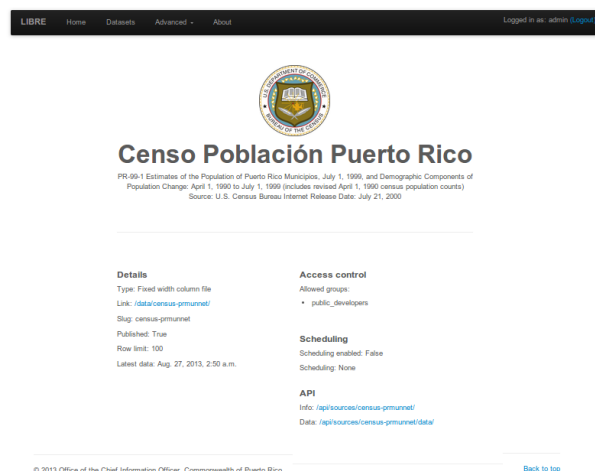 LIBRE Home Datasets Advanced About Logged in as: admin (Logout)
U.S. DEPARTMENT OF COMMERCE
BUREAU OF THE CENSUS
Censo Población Puerto Rico
PR-99-1 Estimates of the Population of Puerto Rico Municipios, July 1, 1999, and Demographic Components of
Population Change: April 1, 1990 to July 1, 1999 (includes revised April 1, 1990 census population counts)
Source: U.S. Census Bureau Internet Release Date: July 21, 2000
Details
Type: Fixed width column file
Link: /data/census-prmunnet/
Slug: census-prmunnet
Published: True
Row limit: 100
Latest data: Aug. 27, 2013, 2:50 a.m.
Access control
Allowed groups:
• public_developers
Scheduling
Scheduling enabled: False
Scheduling: None
API
Info: /api/sources/census-prmunnet/
Data: /api/sources/census-prmunnet/data/
© 2013 Office of the Chief Information Officer, Commonwealth of Puerto Rico
Back to top